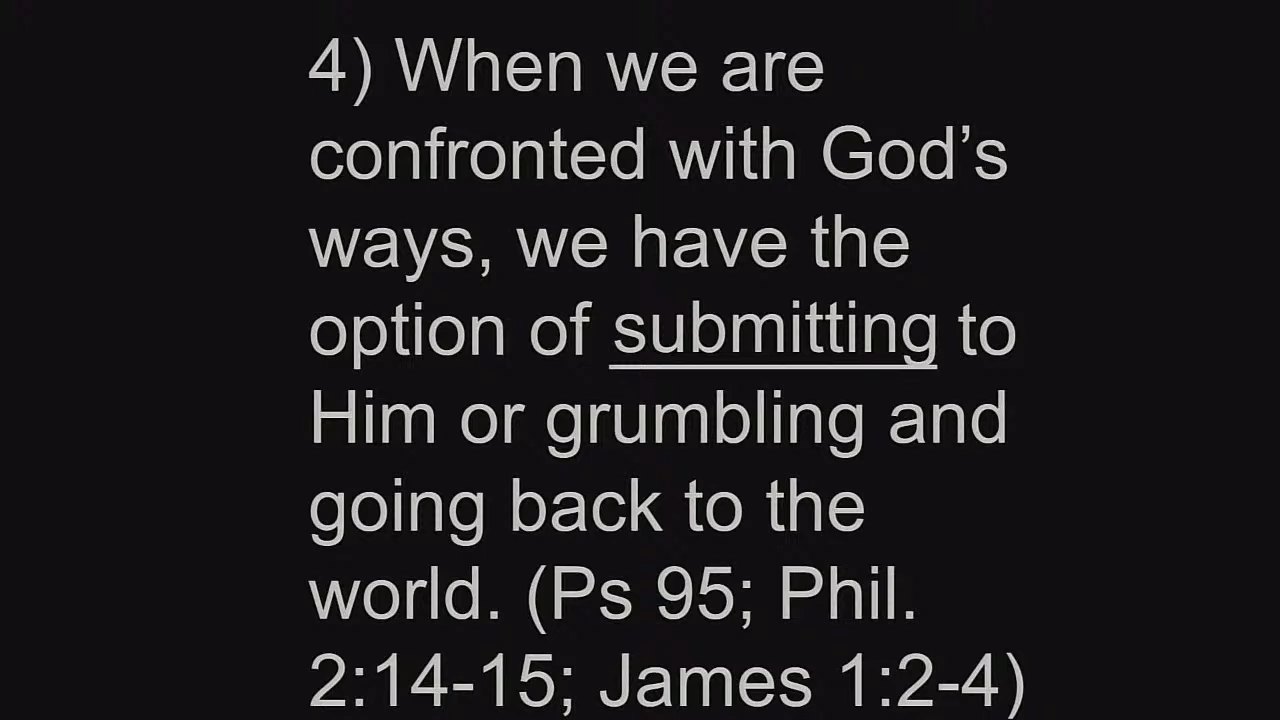 4) When we are
confronted with God’s
ways, we have the
option of submitting to
Him or grumbling and
going back to the
world. (Ps 95; Phil.
2:14-15; James 1:2-4)